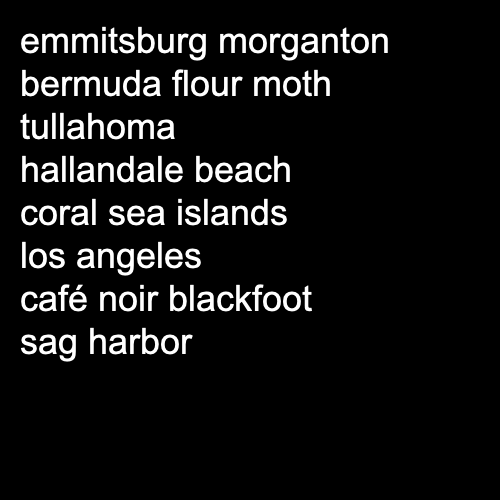 emmitsburg morganton
bermuda flour moth
tullahoma
hallandale beach
coral sea islands
los angeles
café noir blackfoot
sag harbor